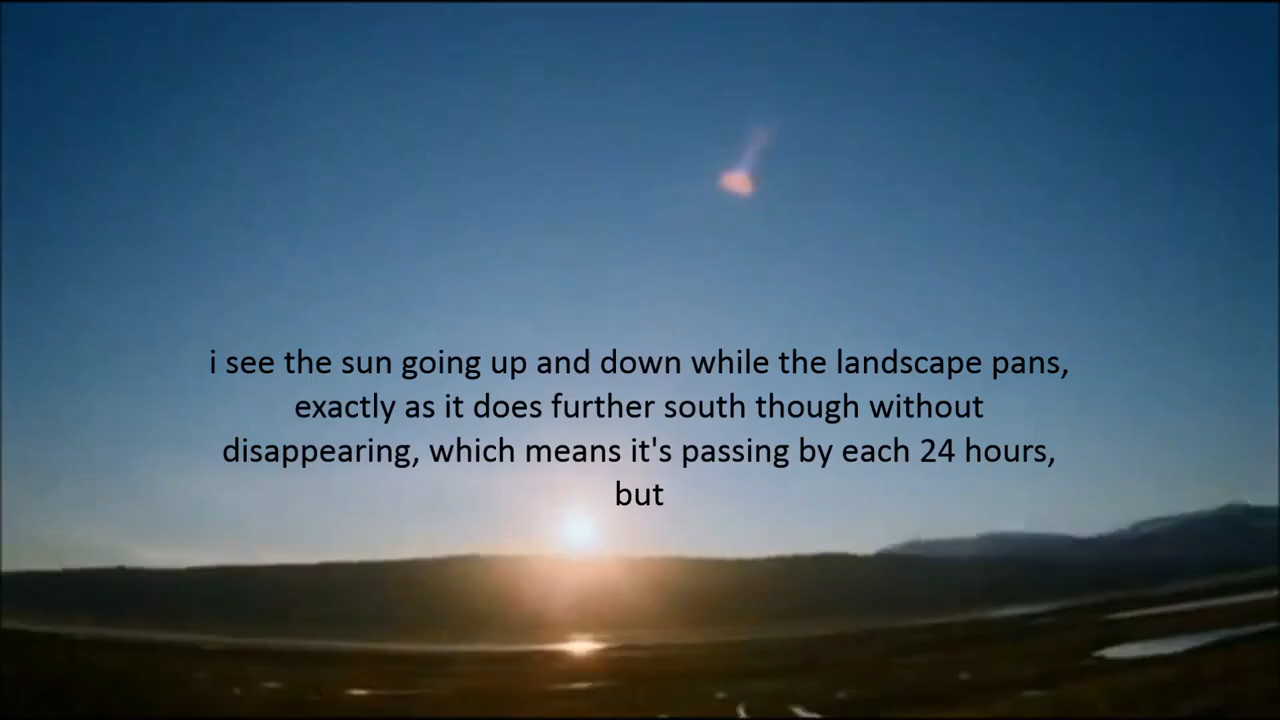 i see the sun going up and down while the landscape pans,
exactly as it does further south though without
disappearing, which means it's passing by each 24 hours,
but